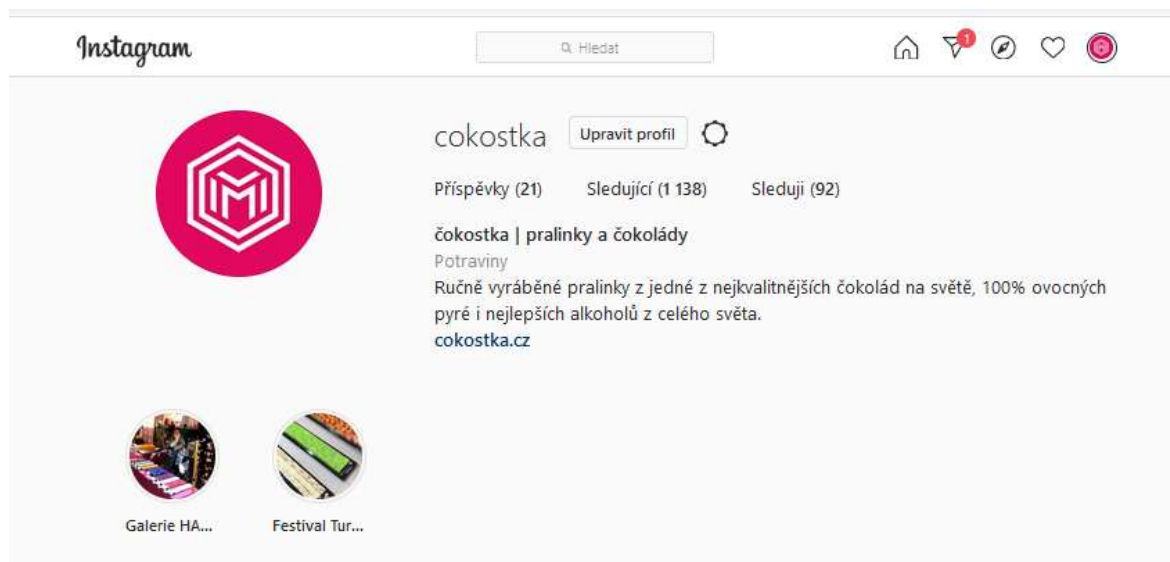 Instagram
Hledat
1
cokostka Upravit profil
Příspěvky (21) Sledující (1 138) Sleduji (92)
čokostka | pralinky a čokolády
Potraviny
Ručně vyráběné pralinky z jedné z nejkvalitnějších čokolád na světě, 100% ovocných
pyré i nejlepších alkoholů z celého světa.
cokostka.cz
Galerie HA... Festival Tur...